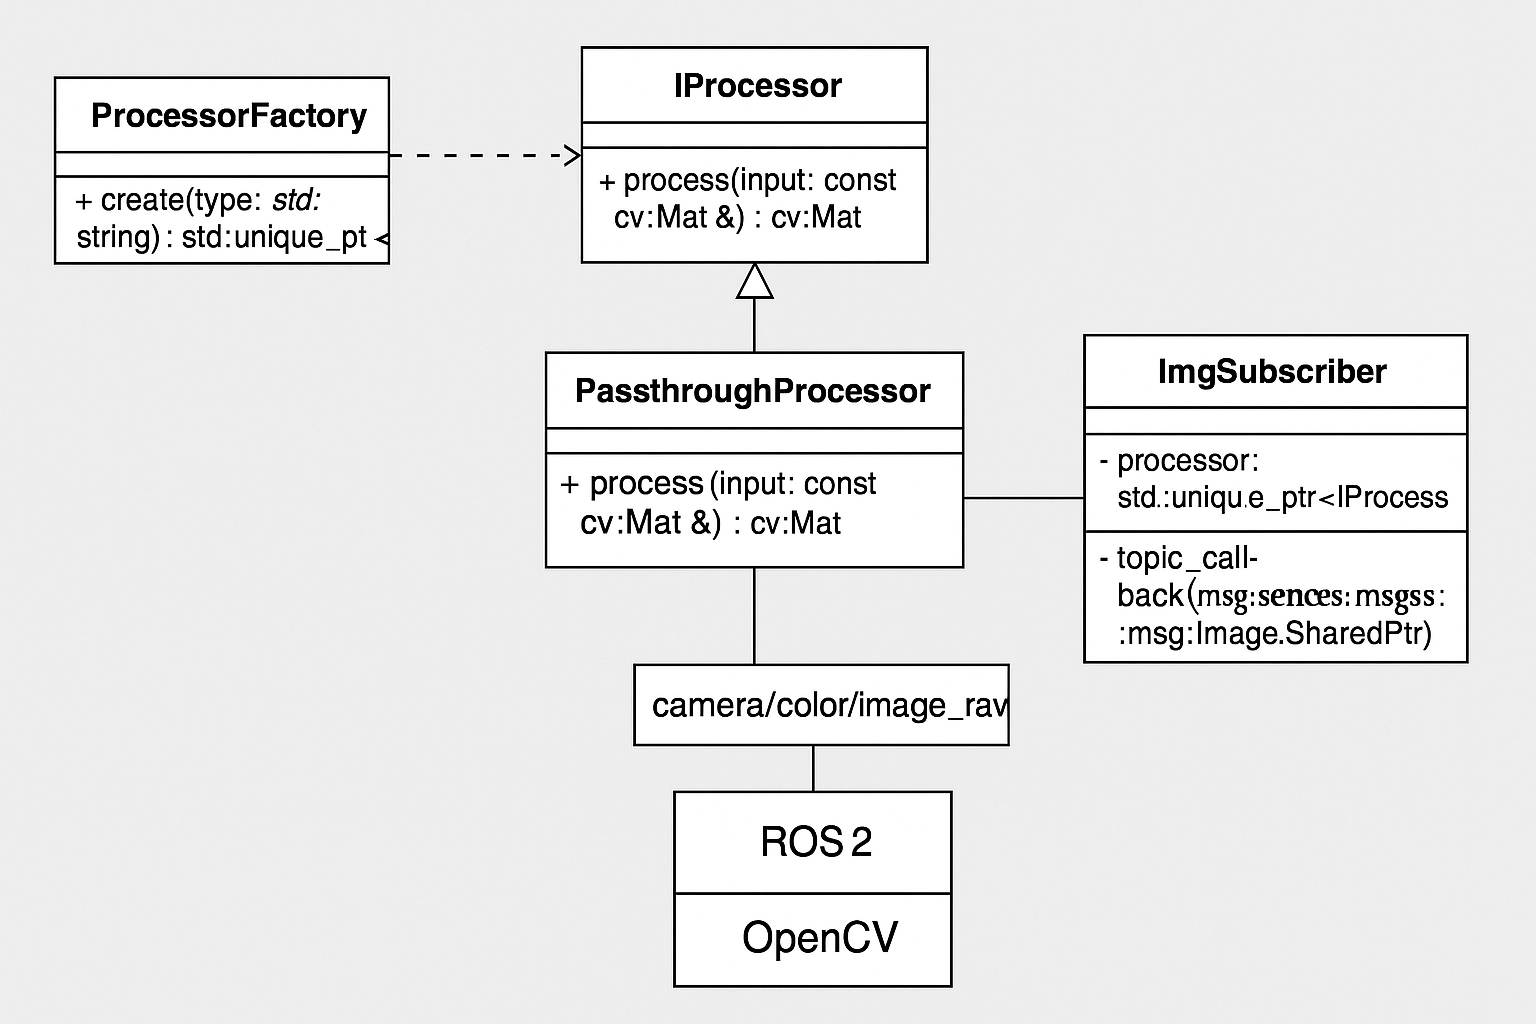 ProcessorFactory
+ create(type: std:
string) : std:unique_pt <
IProcessor
+ process(input: const
cv:Mat &) : cv:Mat
PassthroughProcessor
+ process (input: const
cv:Mat &) : cv:Mat
ImgSubscriber
- processor:
std.:uniqu.e_ptr<IProcess
- topic_call-
back(msg:sences:msgss:
:msg:Image.SharedPtr)
camera/color/image_rav
ROS 2
OpenCV